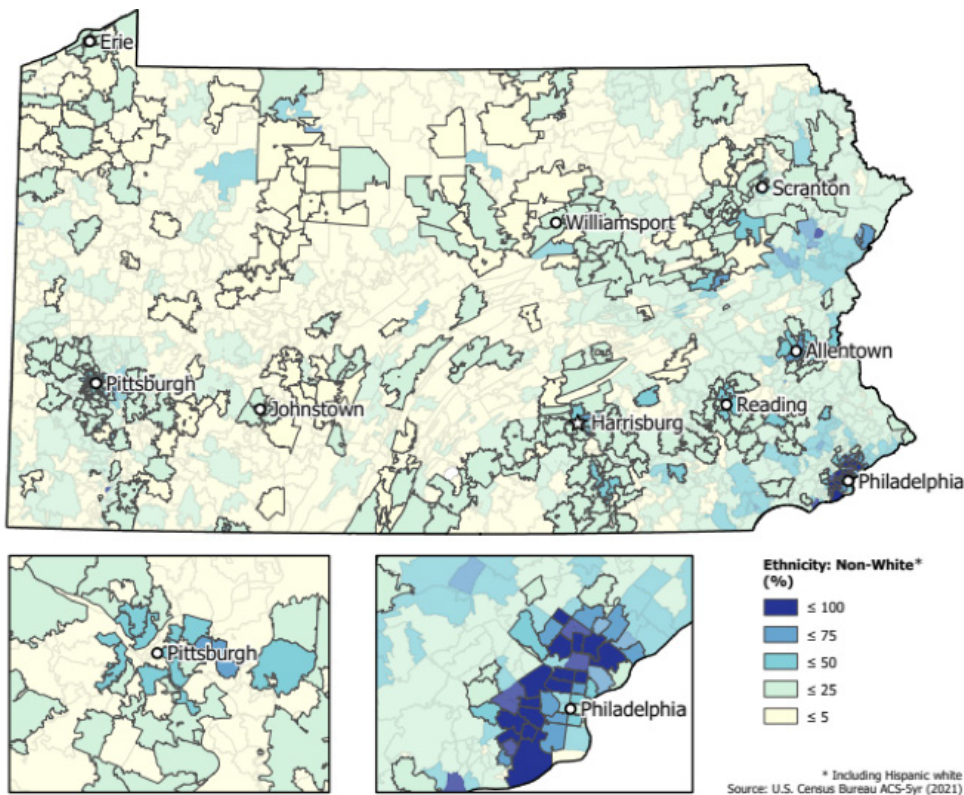 Erie
Scranton
Williamsport
Allentown
Pittsburgh
Johnstown
Reading
Harrisburg
Philadelphia
Pittsburgh
Philadelphia
Ethnicity: Non-White*
(%)
≤ 100
≤ 75
≤ 50
≤ 25
≤ 5
* Including Hispanic white
Source: U.S. Census Bureau ACS-5yr (2021)